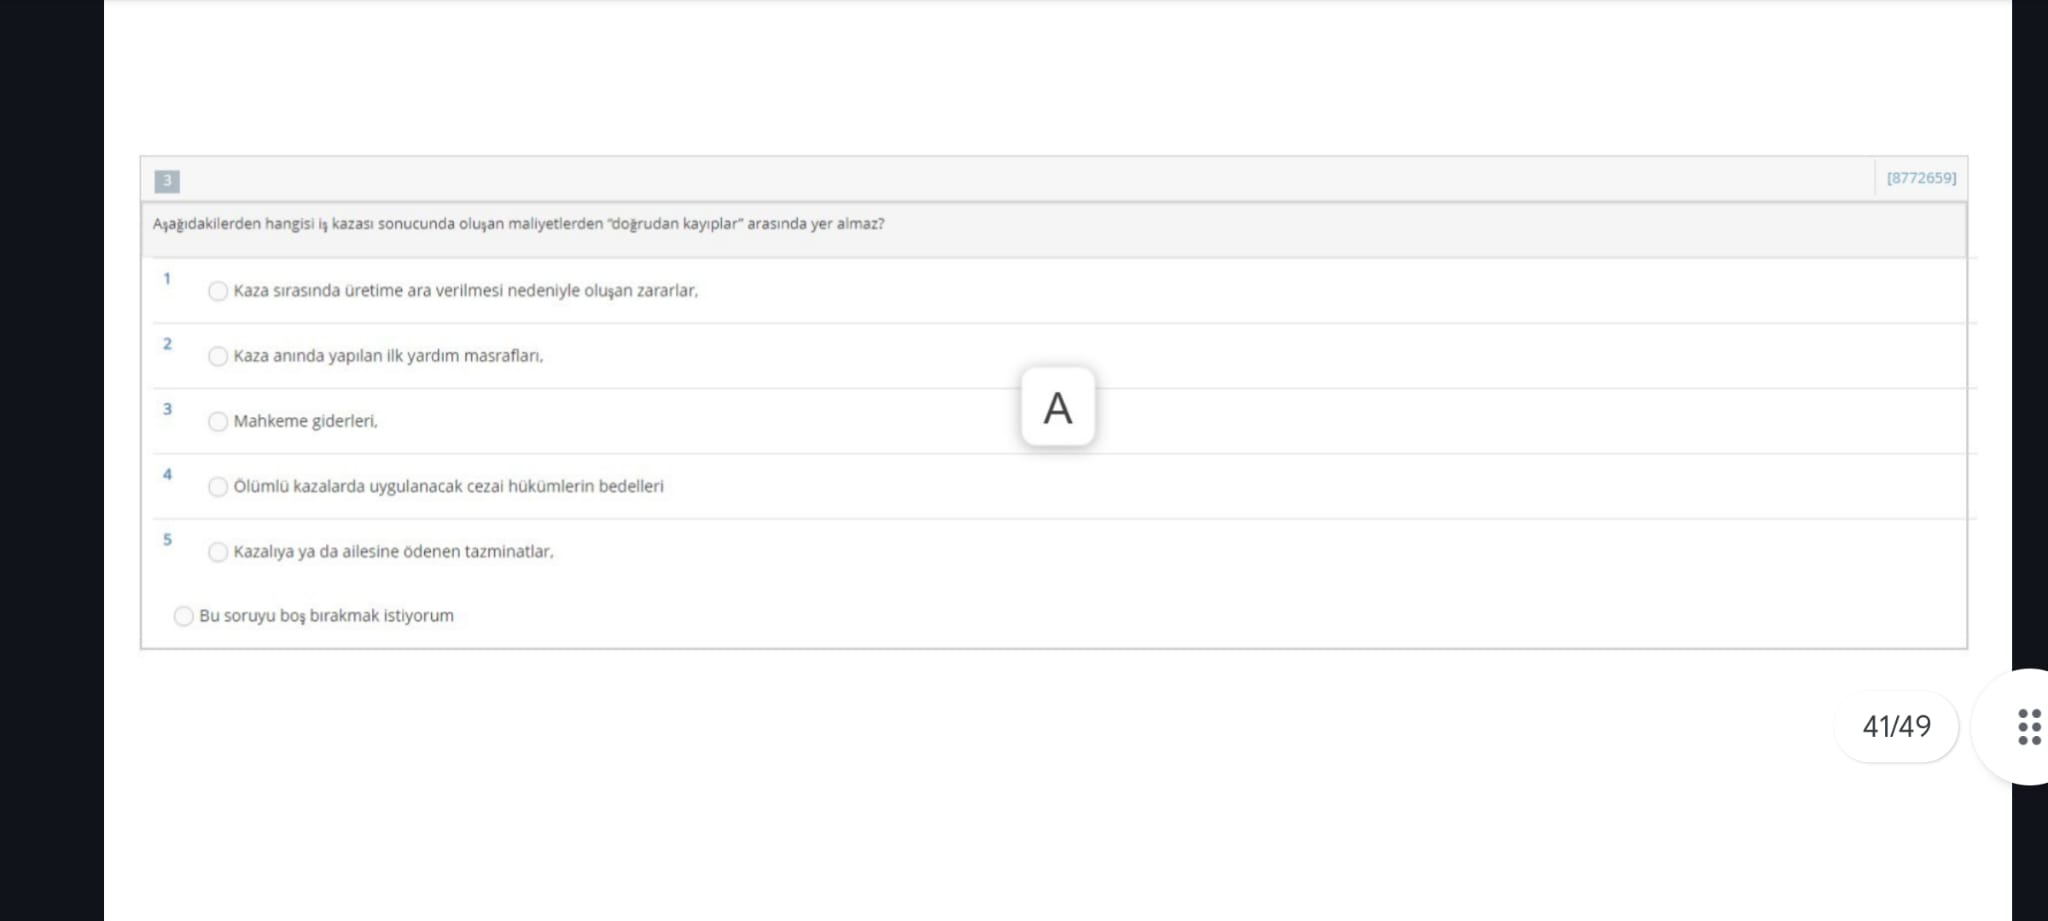 3
[8772659]
Aşağıdakilerden hangisi iş kazası sonucunda oluşan maliyetlerden "doğrudan kayıplar" arasında yer almaz?
1
Kaza sırasında üretime ara verilmesi nedeniyle oluşan zararlar,
2
Kaza anında yapılan ilk yardım masrafları,
3
Mahkeme giderleri,
A
4
Ölümlü kazalarda uygulanacak cezai hükümlerin bedelleri
5
Kazalıya ya da ailesine ödenen tazminatlar,
Bu soruyu boş bırakmak istiyorum
41/49